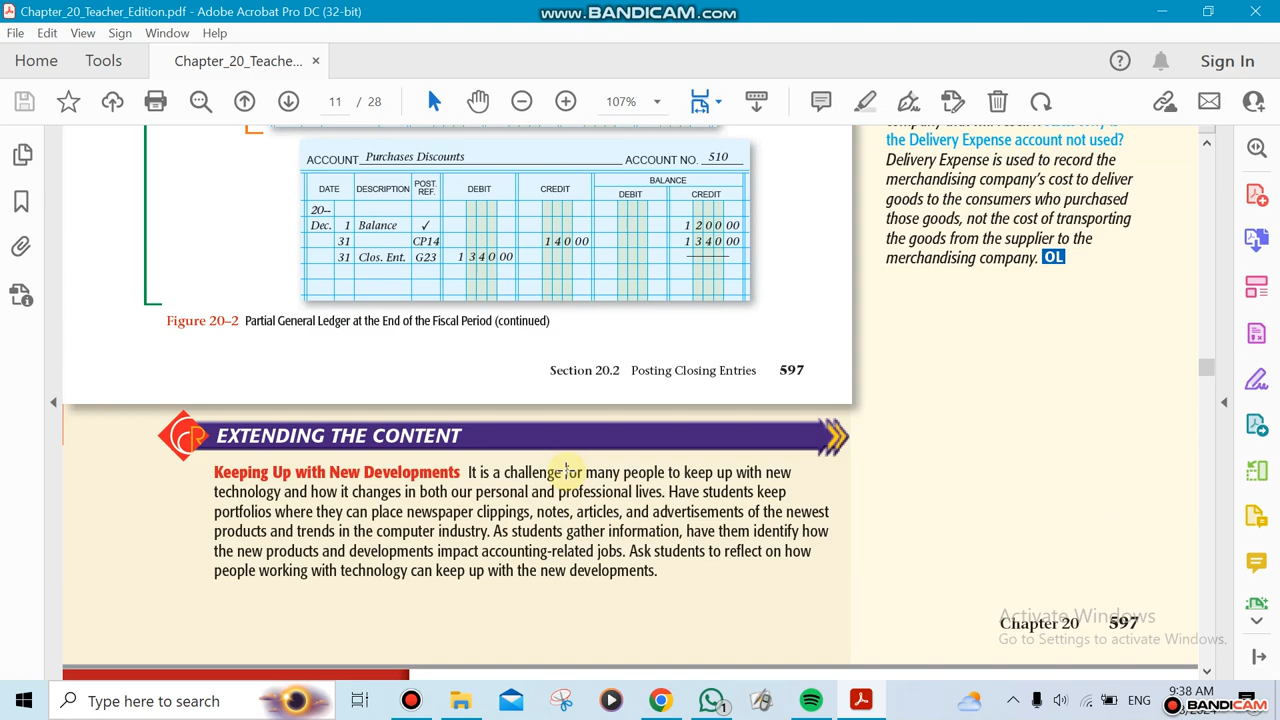 Chapter_20_Teacher_Edition.pdf - Adobe Acrobat Pro DC (32-bit)
www.BANDICAM.com
File Edit View Sign Window Help
Home Tools Chapter_20_Teache... × Sign In
11 / 28 107%
the Delivery Expense account not used?
Delivery Expense is used to record the
merchandising company's cost to deliver
goods to the consumers who purchased
those goods, not the cost of transporting
the goods from the supplier to the
merchandising company. OL
ACCOUNT Purchases Discounts ACCOUNT NO. 510
DATE DESCRIPTION POST. REF. DEBIT CREDIT BALANCE
DEBIT CREDIT
20--
Dec. 1 Balance ✓ 1 2 0 0 00
31 CP14 1 4 0 00 1 3 4 0 00
31 Clos. Ent. G23 1 3 4 0 00
Figure 20–2 Partial General Ledger at the End of the Fiscal Period (continued)
Section 20.2 Posting Closing Entries 597
EXTENDING THE CONTENT
Keeping Up with New Developments It is a challenge for many people to keep up with new
technology and how it changes in both our personal and professional lives. Have students keep
portfolios where they can place newspaper clippings, notes, articles, and advertisements of the newest
products and trends in the computer industry. As students gather information, have them identify how
the new products and developments impact accounting-related jobs. Ask students to reflect on how
people working with technology can keep up with the new developments.
Activate Windows
Chapter 20 597
Go to Settings to activate Windows.
Type here to search
1
ENG
9:38 AM
BANDICAM